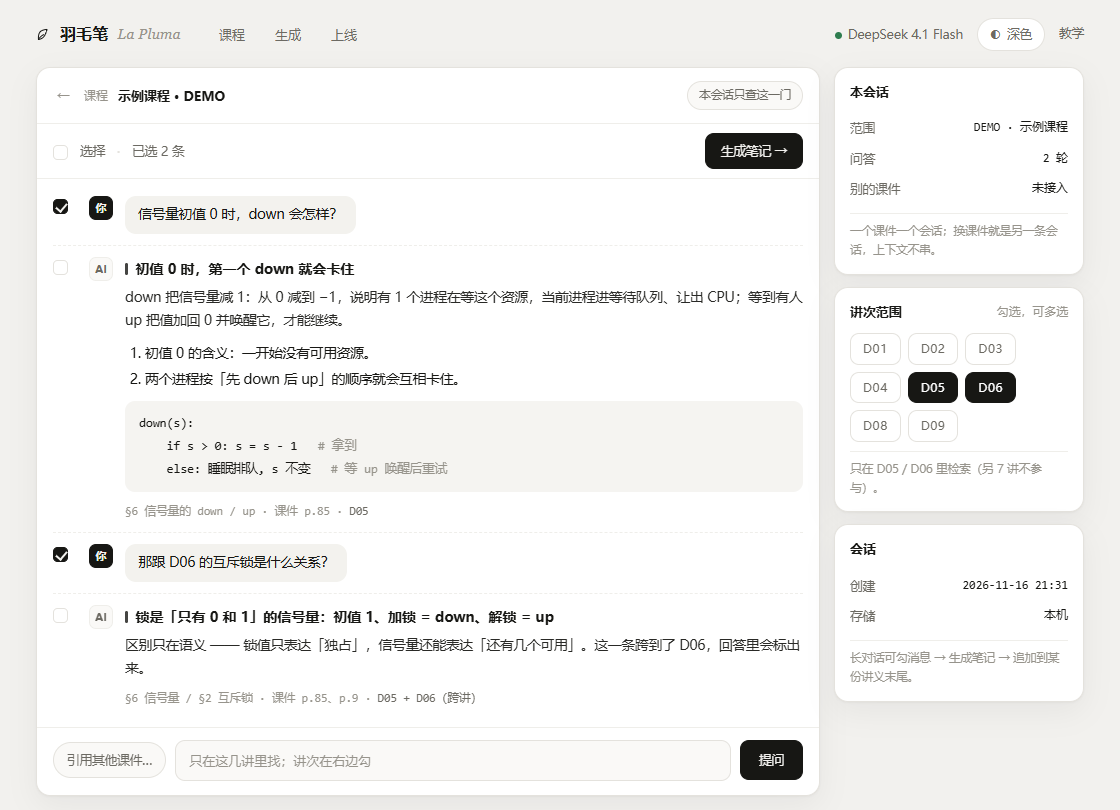 羽毛笔 La Pluma 课程 生成 上线 DeepSeek 4.1 Flash 深色 教学
← 课程 示例课程 • DEMO 本会话只查这一门
选择 · 已选 2 条 生成笔记 →
你 信号量初值 0 时，down 会怎样？
AI 初值 0 时，第一个 down 就会卡住
down 把信号量减 1：从 0 减到 −1，说明有 1 个进程在等这个资源，当前进程进等待队列、让出 CPU；等到有人
up 把值加回 0 并唤醒它，才能继续。
1. 初值 0 的含义：一开始没有可用资源。
2. 两个进程按「先 down 后 up」的顺序就会互相卡住。
down(s):
if s > 0: s = s - 1 # 拿到
else: 睡眠排队，s 不变 # 等 up 唤醒后重试
§6 信号量的 down / up · 课件 p.85 · D05
你 那跟 D06 的互斥锁是什么关系？
AI 锁是「只有 0 和 1」的信号量：初值 1、加锁 = down、解锁 = up
区别只在语义 —— 锁值只表达「独占」，信号量还能表达「还有几个可用」。这一条跨到了 D06，回答里会标出
来。
§6 信号量 / §2 互斥锁 · 课件 p.85、p.9 · D05 + D06（跨讲）
引用其他课件... 只在这几讲里找；讲次在右边勾 提问
本会话
范围 DEMO · 示例课程
问答 2 轮
别的课件 未接入
一个课件一个会话；换课件就是另一条会
话，上下文不串。
讲次范围 勾选，可多选
D01 D02 D03
D04 D05 D06
D08 D09
只在 D05 / D06 里检索（另 7 讲不参
与）。
会话
创建 2026-11-16 21:31
存储 本机
长对话可勾消息 → 生成笔记 → 追加到某
份讲义末尾。